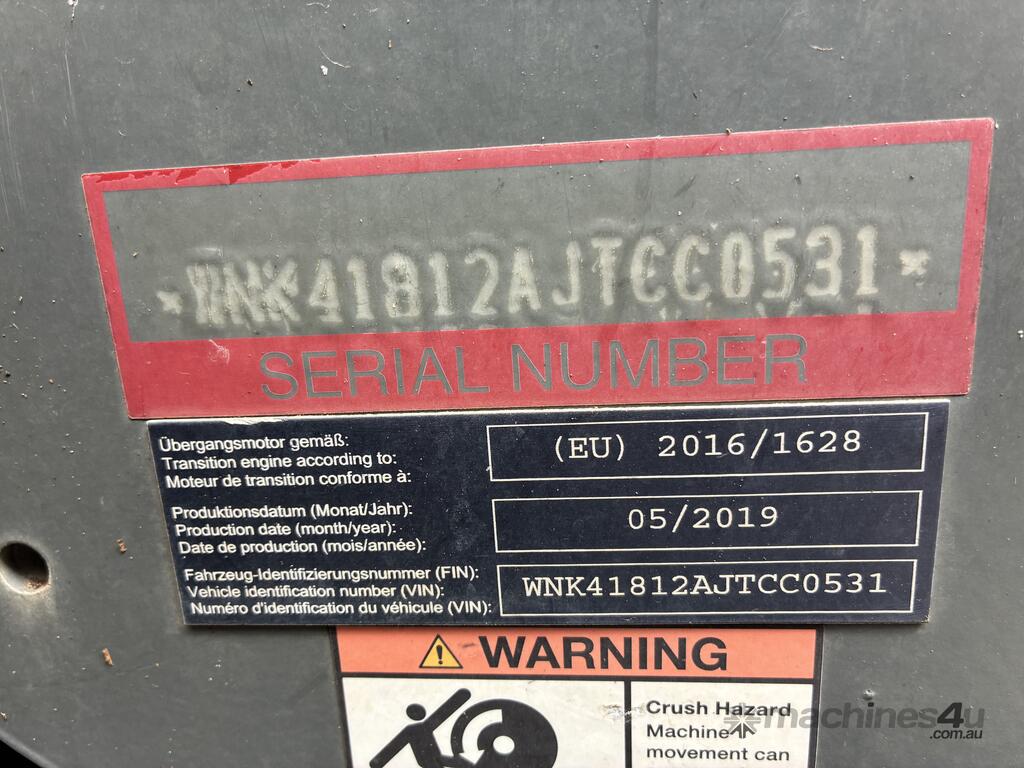 *WNK41812AJTCC0531*
SERIAL NUMBER
Übergangsmotor gemäß:
Transition engine according to:
Moteur de transition conforme à:
(EU) 2016/1628
Produktionsdatum (Monat/Jahr):
Production date (month/year):
Date de production (mois/année):
05/2019
Fahrzeug-Identifizierungsnummer (FIN):
Vehicle identification number (VIN):
Numéro d'identification du véhicule (VIN):
WNK41812AJTCC0531
WARNING
Crush Hazard
Machine
movement can
machines4u
.com.au